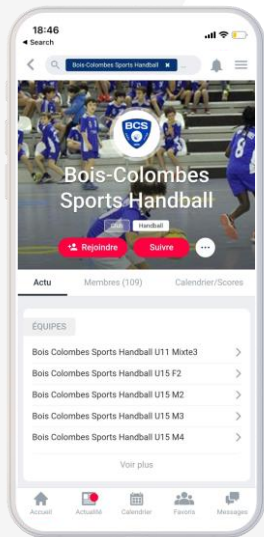 18:46
◄ Search
Bois-Colombes Sports Handball ×
BCS
Bois-Colombes
Sports Handball
Club Handball
Rejoindre Suivre ...
Actu Membres (109) Calendrier/Scores
ÉQUIPES
Bois Colombes Sports Handball U11 Mixte3
Bois Colombes Sports Handball U15 F2
Bois Colombes Sports Handball U15 M2
Bois Colombes Sports Handball U15 M3
Bois Colombes Sports Handball U15 M4
Voir plus
Accueil Actualité Calendrier Favoris Messages